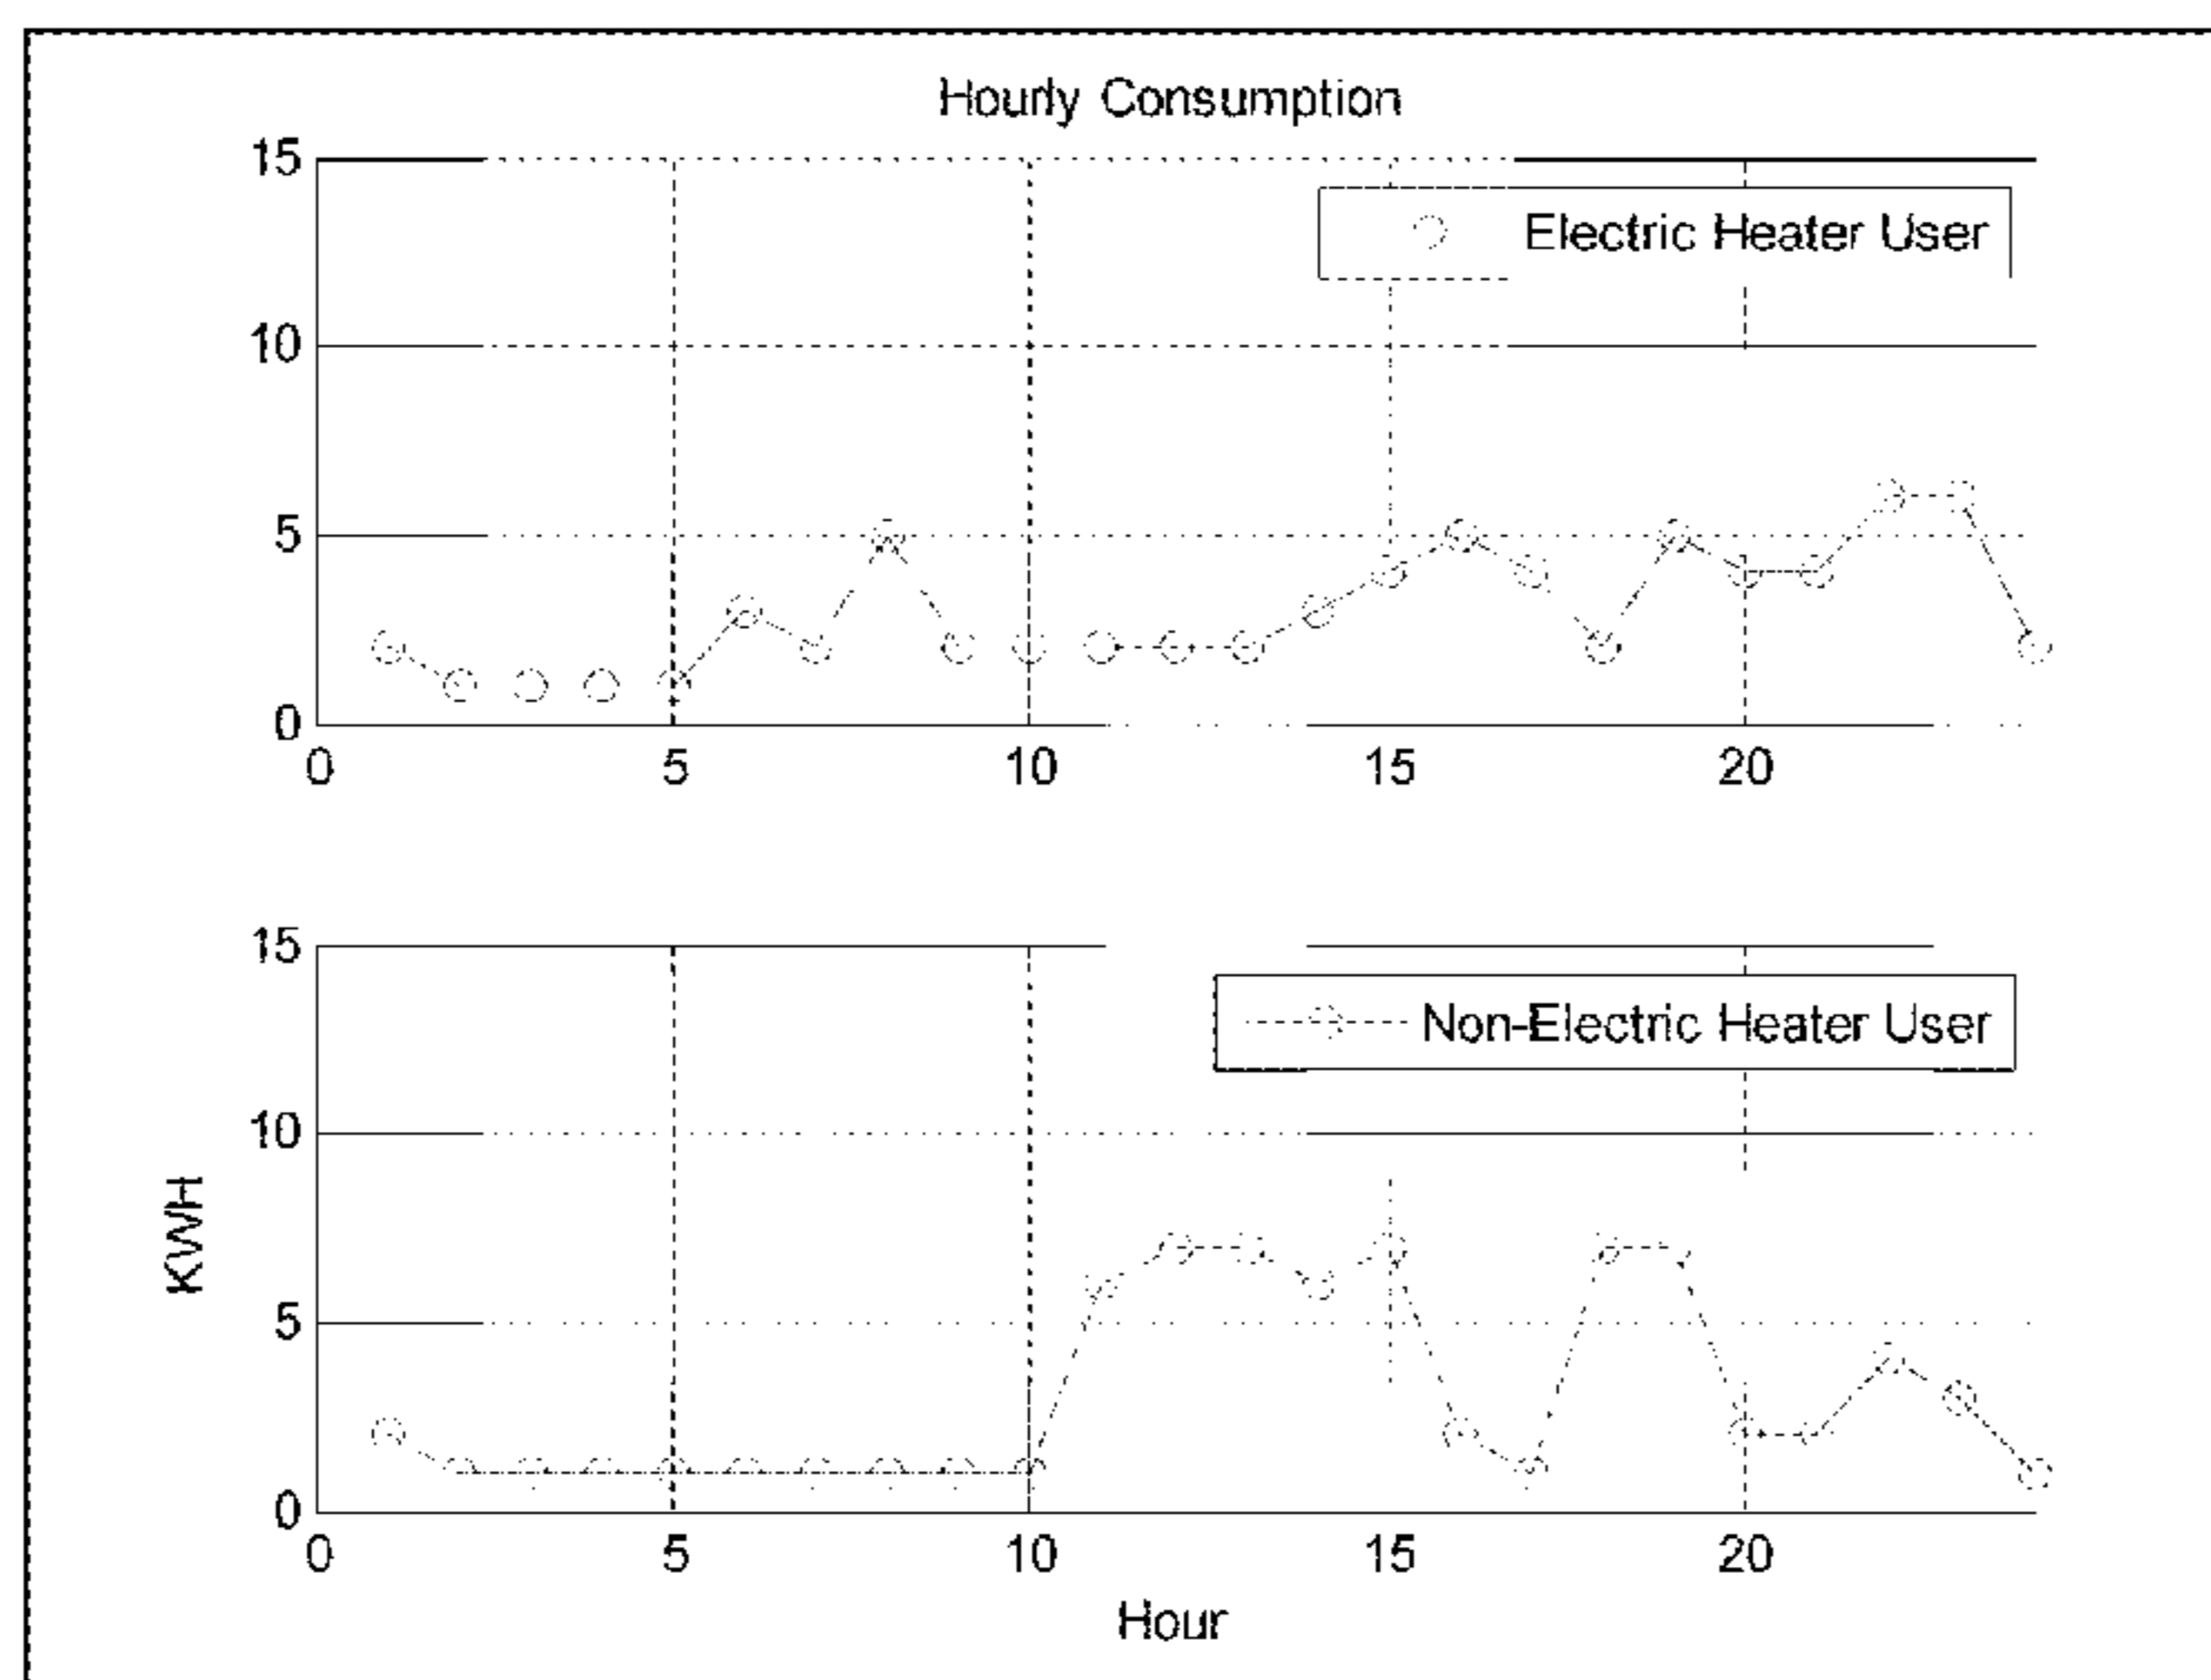 Hourly Consumption
15
Electric Heater User
10
5
0
0 5 10 15 20
15
Non-Electric Heater User
10
KWH
5
0
0 5 10 15 20
Hour